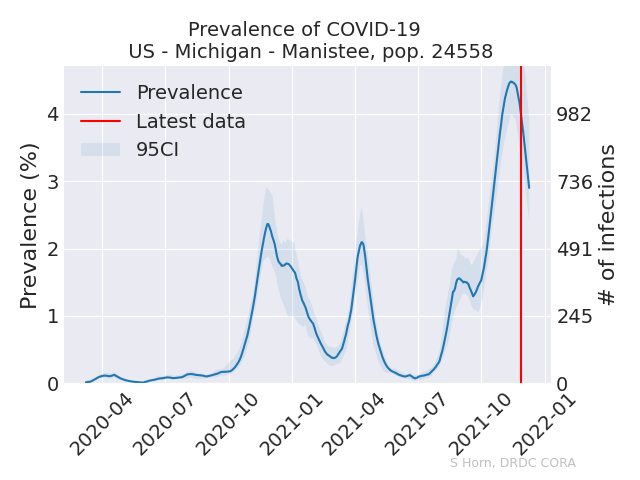 Prevalence of COVID-19
US - Michigan - Manistee, pop. 24558
Prevalence
Latest data
95CI
Prevalence (%)
4
3
2
1
0
982
736
491
245
0
# of infections
2020-04
2020-07
2020-10
2021-01
2021-04
2021-07
2021-10
2022-01
S Horn, DRDC CORA